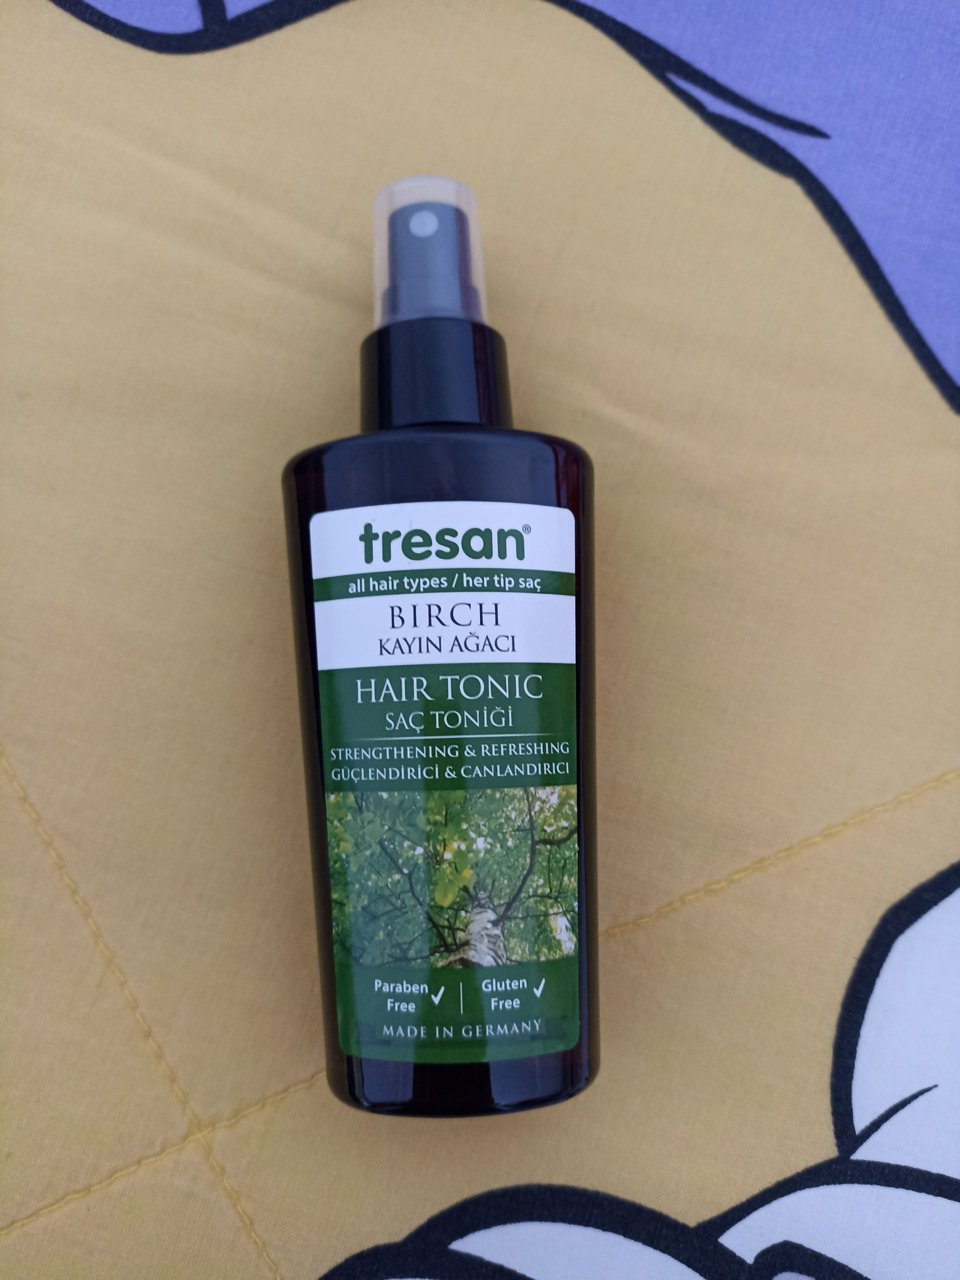 tresan®
all hair types / her tip saç
BIRCH
KAYIN AĞACI
HAIR TONIC
SAÇ TONİĞİ
STRENGTHENING & REFRESHING
GÜÇLENDİRİCİ & CANLANDIRICI
Paraben Free ✓
Gluten Free ✓
MADE IN GERMANY